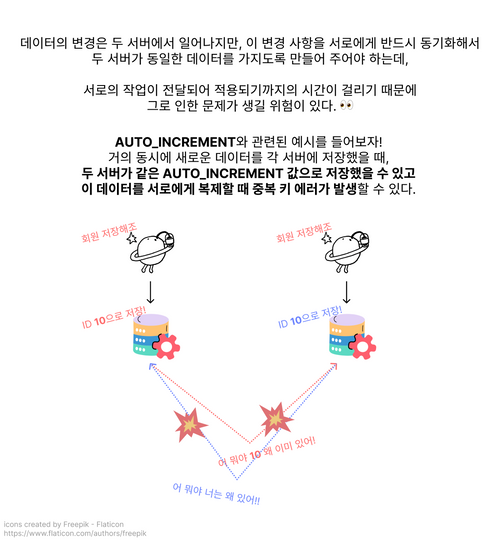 데이터의 변경은 두 서버에서 일어나지만, 이 변경 사항을 서로에게 반드시 동기화해서
두 서버가 동일한 데이터를 가지도록 만들어 주어야 하는데,
서로의 작업이 전달되어 적용되기까지의 시간이 걸리기 때문에
그로 인한 문제가 생길 위험이 있다. 👀
AUTO_INCREMENT와 관련된 예시를 들어보자!
거의 동시에 새로운 데이터를 각 서버에 저장했을 때,
두 서버가 같은 AUTO_INCREMENT 값으로 저장했을 수 있고
이 데이터를 서로에게 복제할 때 중복 키 에러가 발생할 수 있다.
회원 저장해조
회원 저장해조
ID 10으로 저장!
ID 10으로 저장!
어 뭐야 10 왜 이미 있어!
어 뭐야 너는 왜 있어!!
icons created by Freepik - Flaticon
https://www.flaticon.com/authors/freepik